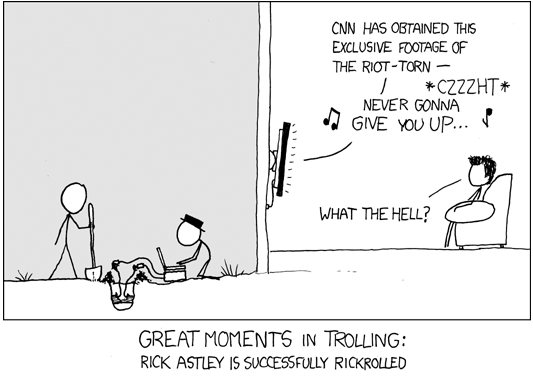 CNN HAS OBTAINED THIS
EXCLUSIVE FOOTAGE OF
THE RIOT-TORN —
*CZZZHT*
NEVER GONNA
GIVE YOU UP...
WHAT THE HELL?
GREAT MOMENTS IN TROLLING:
RICK ASTLEY IS SUCCESSFULLY RICKROLLED